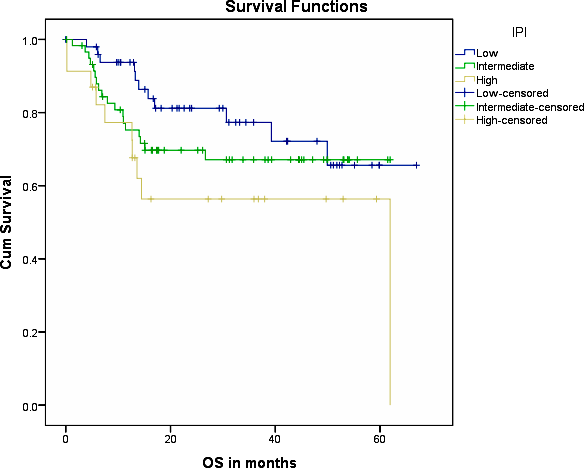 Survival Functions
IPI
Low
Intermediate
High
Low-censored
Intermediate-censored
High-censored
Cum Survival
1.0
0.8
0.6
0.4
0.2
0.0
0
20
40
60
OS in months